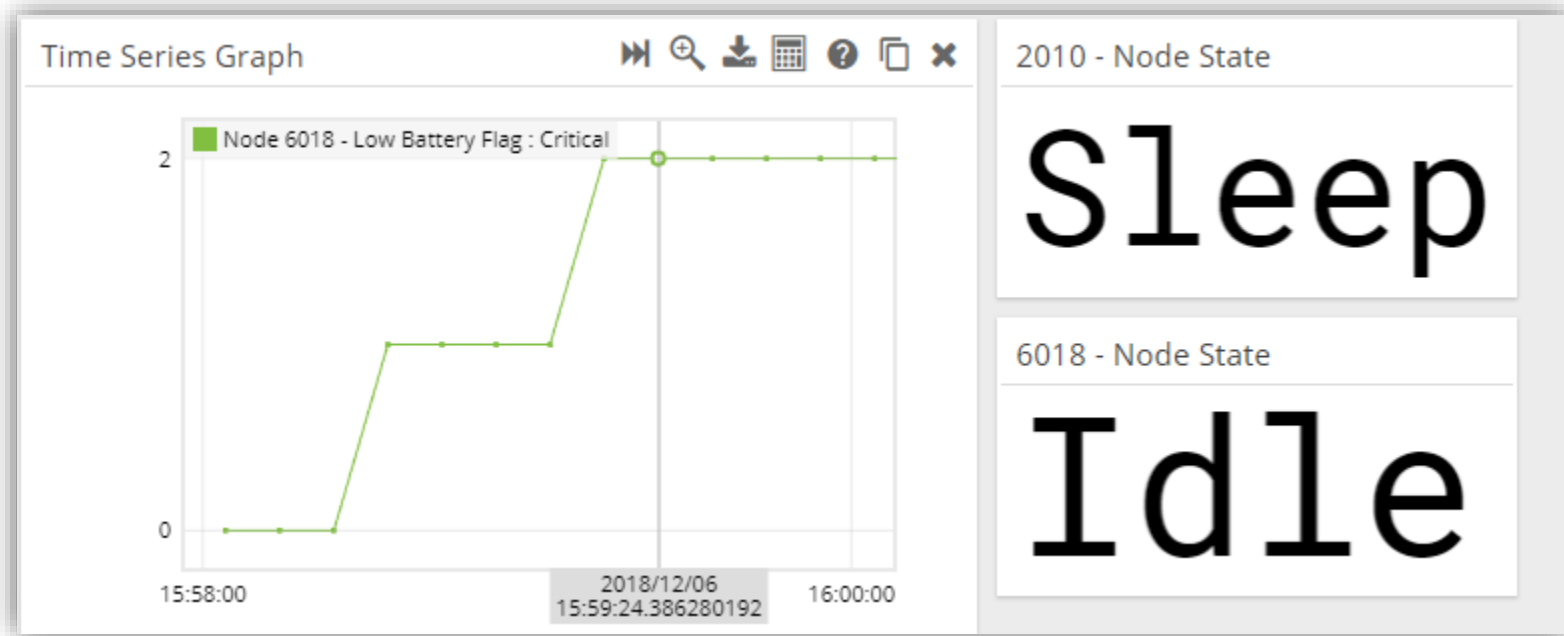 Time Series Graph
Node 6018 - Low Battery Flag : Critical
2
0
15:58:00
2018/12/06
15:59:24.386280192
16:00:00
2010 - Node State
Sleep
6018 - Node State
Idle